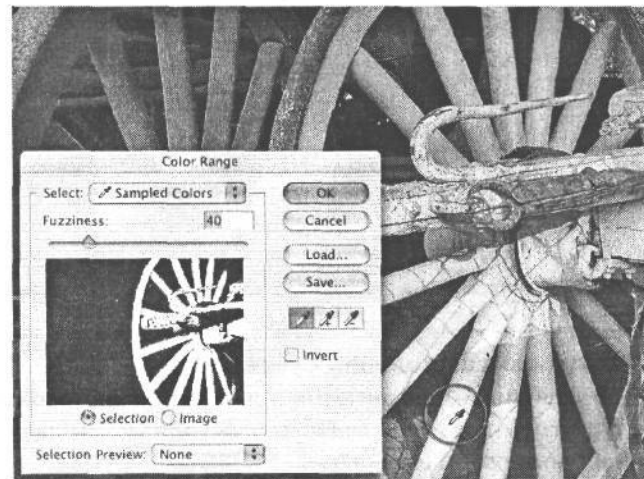 Color Range
Select: Sampled Colors
OK
Fuzziness: 40
Cancel
Load...
Save...
Invert
Selection Image
Selection Preview: None